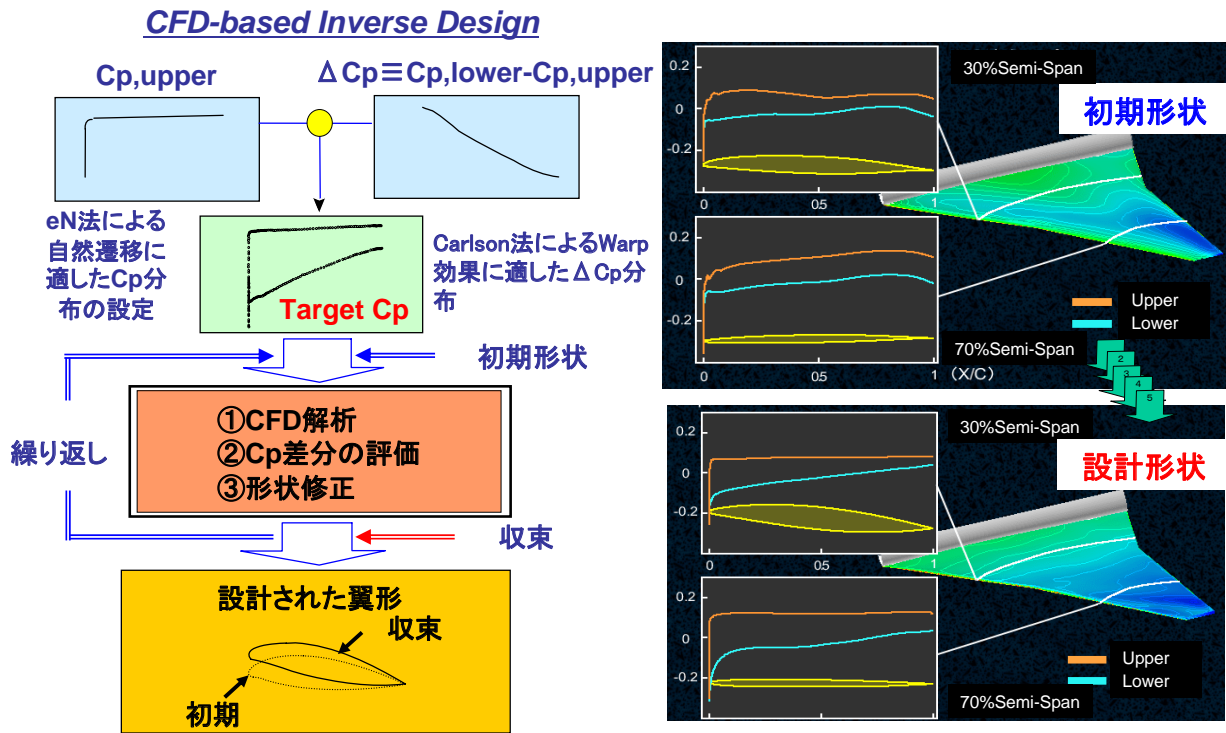 CFD-based Inverse Design
Cp,upper
ΔCp≡Cp,lower-Cp,upper
eN法による
自然遷移に
適したCp分
布の設定
Carlson法によるWarp
効果に適したΔCp分
布
Target Cp
初期形状
①CFD解析
②Cp差分の評価
③形状修正
繰り返し
収束
設計された翼形
収束
初期
0.2
0
-0.2
0
05
1
30%Semi-Span
初期形状
0.2
0
-0.2
0
05
1
Upper
Lower
70%Semi-Span
(X/C)
2
3
4
5
0.2
0
-0.2
0
05
1
30%Semi-Span
設計形状
0.2
0
-0.2
0
05
1
Upper
Lower
70%Semi-Span